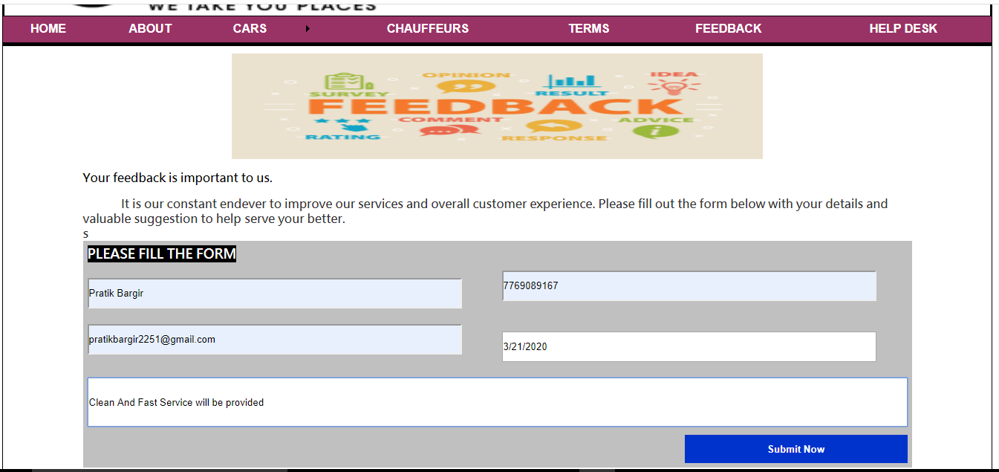 WE TAKE YOU PLACES
HOME ABOUT CARS CHAUFFEURS TERMS FEEDBACK HELP DESK
OPINION IDEA
SURVEY RESULT
FEEDBACK
COMMENT ADVICE
RATING RESPONSE
Your feedback is important to us.
It is our constant endever to improve our services and overall customer experience. Please fill out the form below with your details and
valuable suggestion to help serve your better.
s
PLEASE FILL THE FORM
Pratik Bargir 7769089167
pratikbargir2251@gmail.com 3/21/2020
Clean And Fast Service will be provided
Submit Now